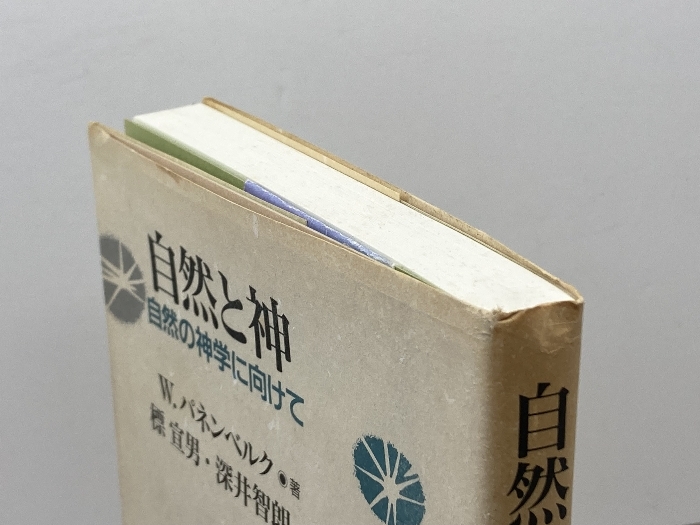 自然と神
自然の神学に向けて
W.パネンベルク◉著
標 宣男・深井智朗
自然